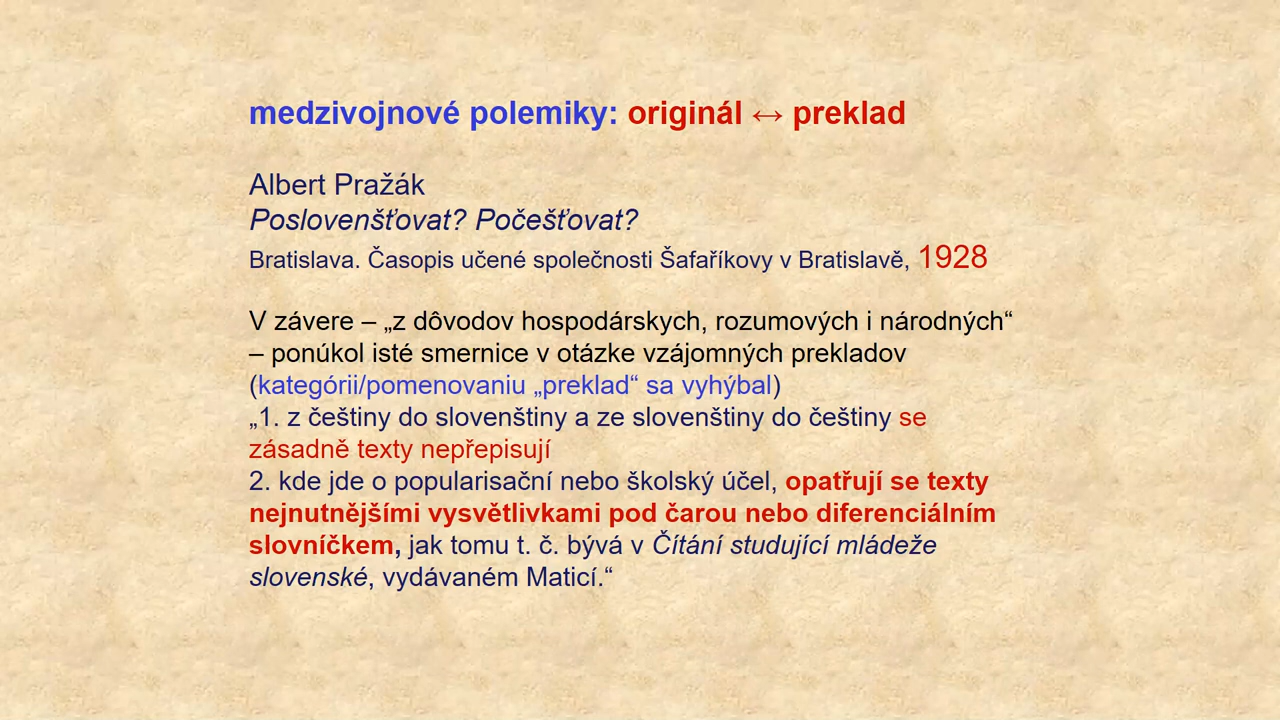 medzivojnové polemiky: originál ↔ preklad
Albert Pražák
Poslovenšťovat? Počešťovat?
Bratislava. Časopis učené společnosti Šafaříkovy v Bratislavě, 1928
V závere – „z dôvodov hospodárskych, rozumových i národných“
– ponúkol isté smernice v otázke vzájomných prekladov
(kategórii/pomenovaniu „preklad“ sa vyhýbal)
„1. z češtiny do slovenštiny a ze slovenštiny do češtiny se
zásadně texty nepřepisují
2. kde jde o popularisační nebo školský účel, opatřují se texty
nejnutnějšími vysvětlivkami pod čarou nebo diferenciálním
slovníčkem, jak tomu t. č. bývá v Čítání studující mládeže
slovenské, vydávaném Maticí.“